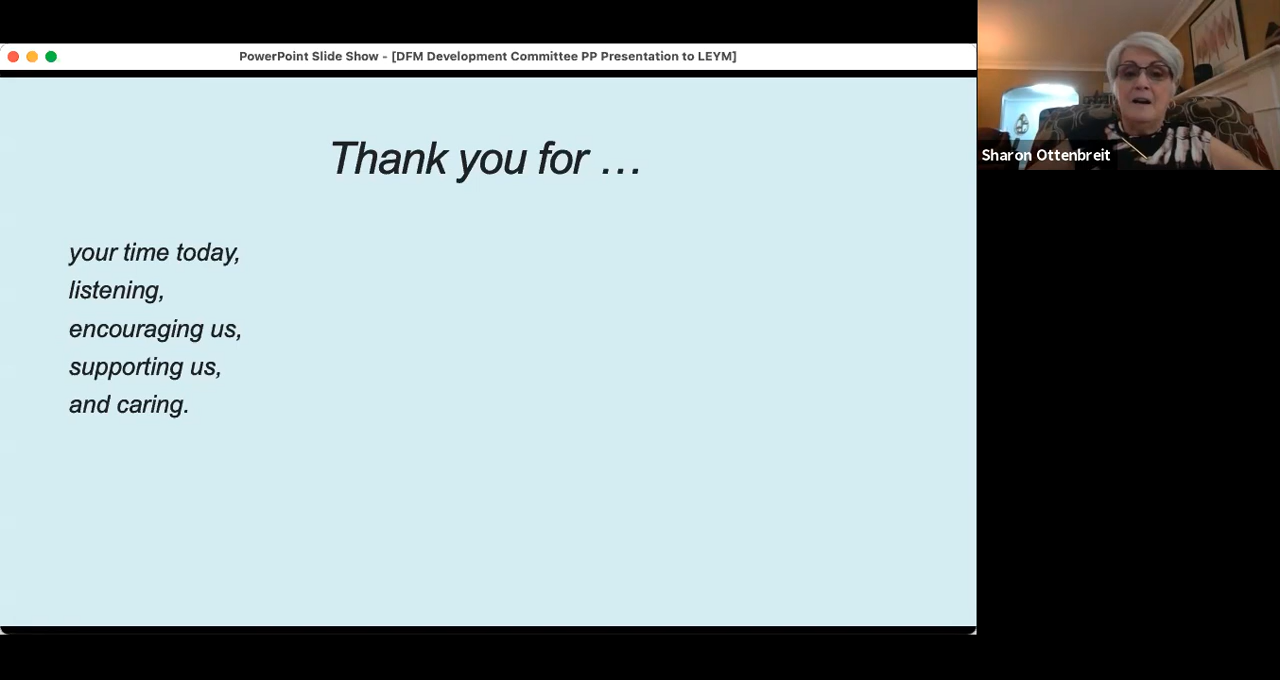 PowerPoint Slide Show - [DFM Development Committee PP Presentation to LEYM]
Thank you for …
your time today,
listening,
encouraging us,
supporting us,
and caring.
Sharon Ottenbreit